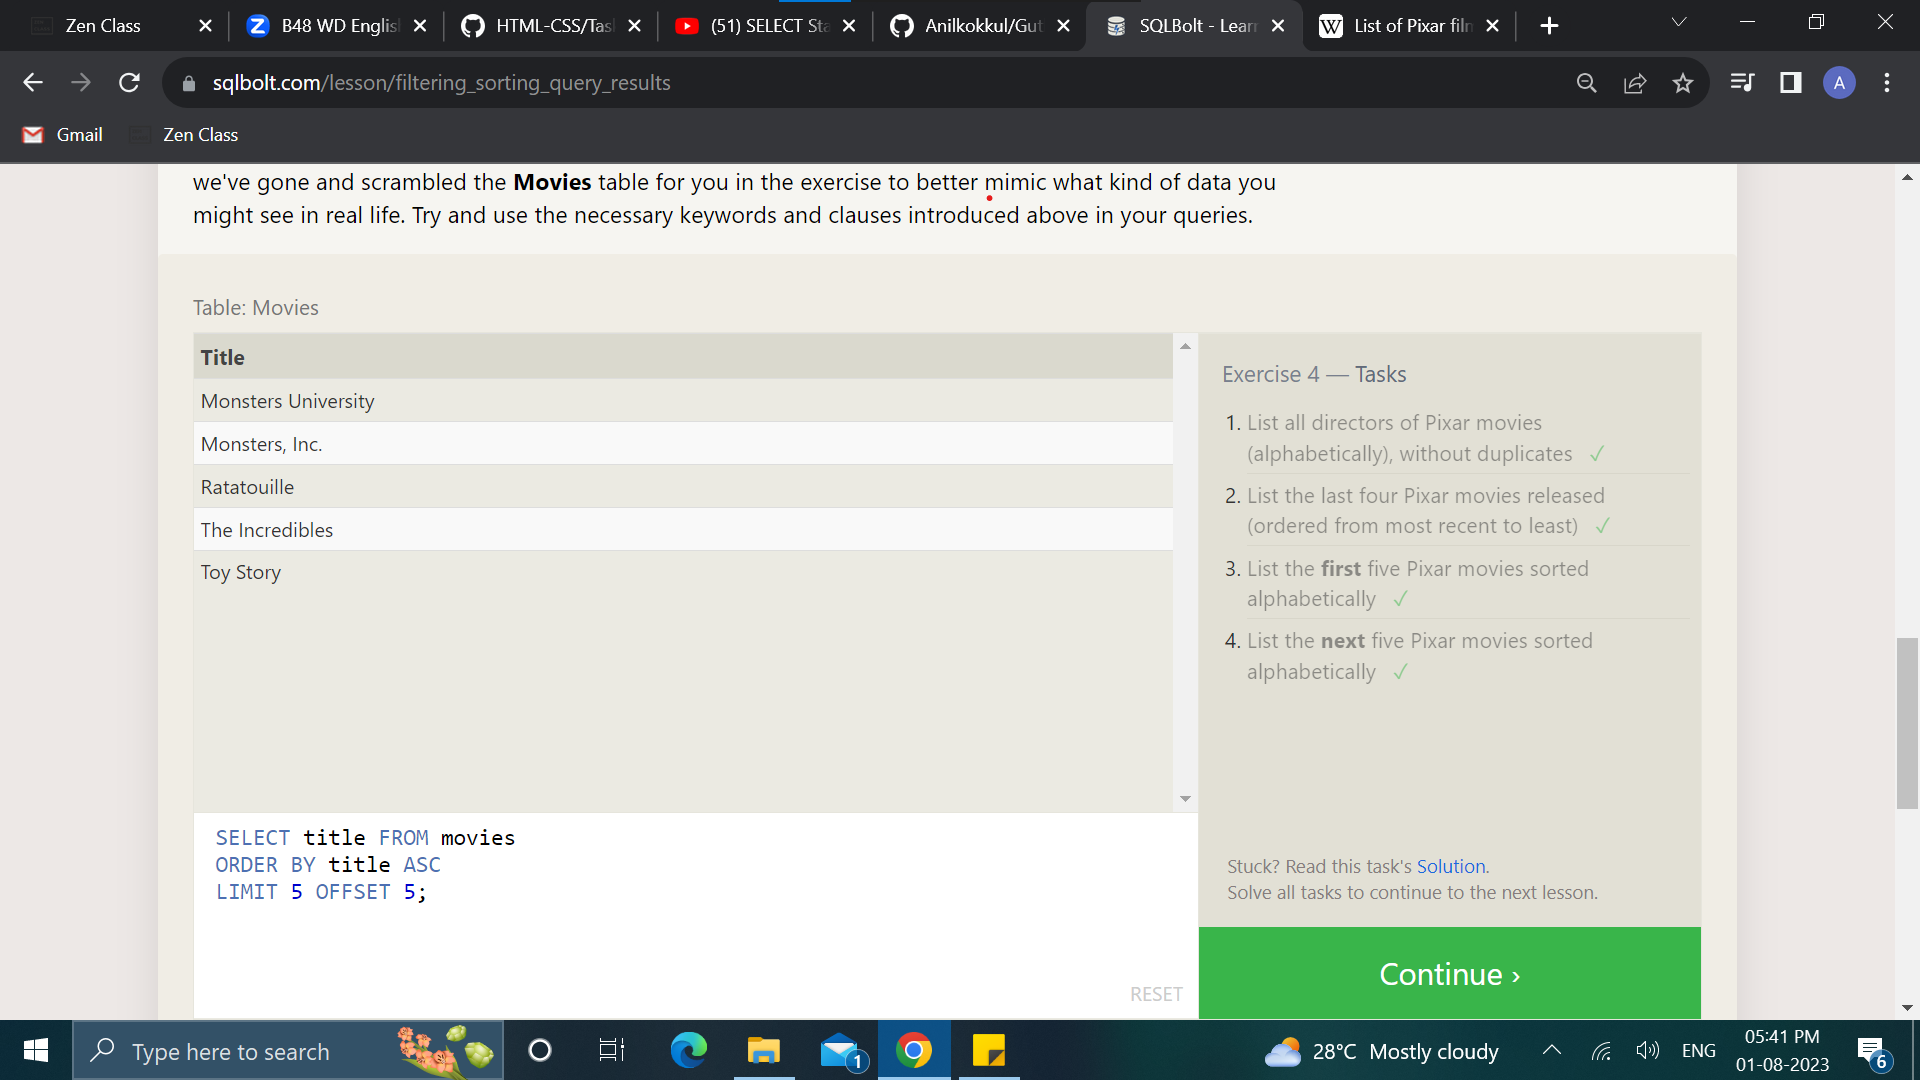 Zen Class
B48 WD Englis
HTML-CSS/Tas
(51) SELECT Sta
Anilkokkul/Gut
SQLBolt - Lear
List of Pixar film
sqlbolt.com/lesson/filtering_sorting_query_results
A
Gmail
Zen Class
we've gone and scrambled the Movies table for you in the exercise to better mimic what kind of data you
might see in real life. Try and use the necessary keywords and clauses introduced above in your queries.
Table: Movies
Title
Monsters University
Monsters, Inc.
Ratatouille
The Incredibles
Toy Story
Exercise 4 — Tasks
1. List all directors of Pixar movies
(alphabetically), without duplicates ✓
2. List the last four Pixar movies released
(ordered from most recent to least) ✓
3. List the first five Pixar movies sorted
alphabetically ✓
4. List the next five Pixar movies sorted
alphabetically ✓
SELECT title FROM movies
ORDER BY title ASC
LIMIT 5 OFFSET 5;
RESET
Stuck? Read this task's Solution.
Solve all tasks to continue to the next lesson.
Continue ›
Type here to search
1
28°C Mostly cloudy
ENG
05:41 PM
01-08-2023
6